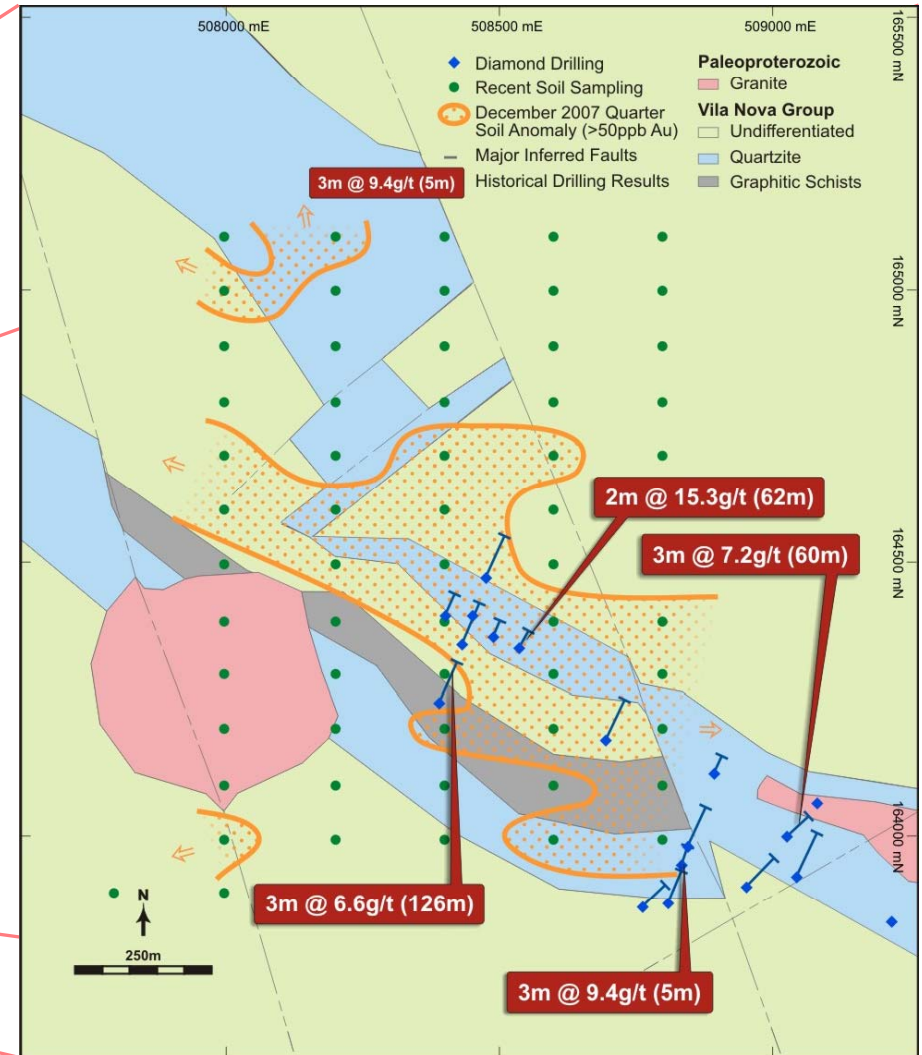 508000 mE
508500 mE
509000 mE
165500 mN
Diamond Drilling
Recent Soil Sampling
December 2007 Quarter
Soil Anomaly (>50ppb Au)
Major Inferred Faults
3m @ 9.4g/t (5m)
Historical Drilling Results
Paleoproterozoic
Granite
Vila Nova Group
Undifferentiated
Quartzite
Graphitic Schists
165000 mN
2m @ 15.3g/t (62m)
3m @ 7.2g/t (60m)
164500 mN
164000 mN
3m @ 6.6g/t (126m)
N
250m
3m @ 9.4g/t (5m)